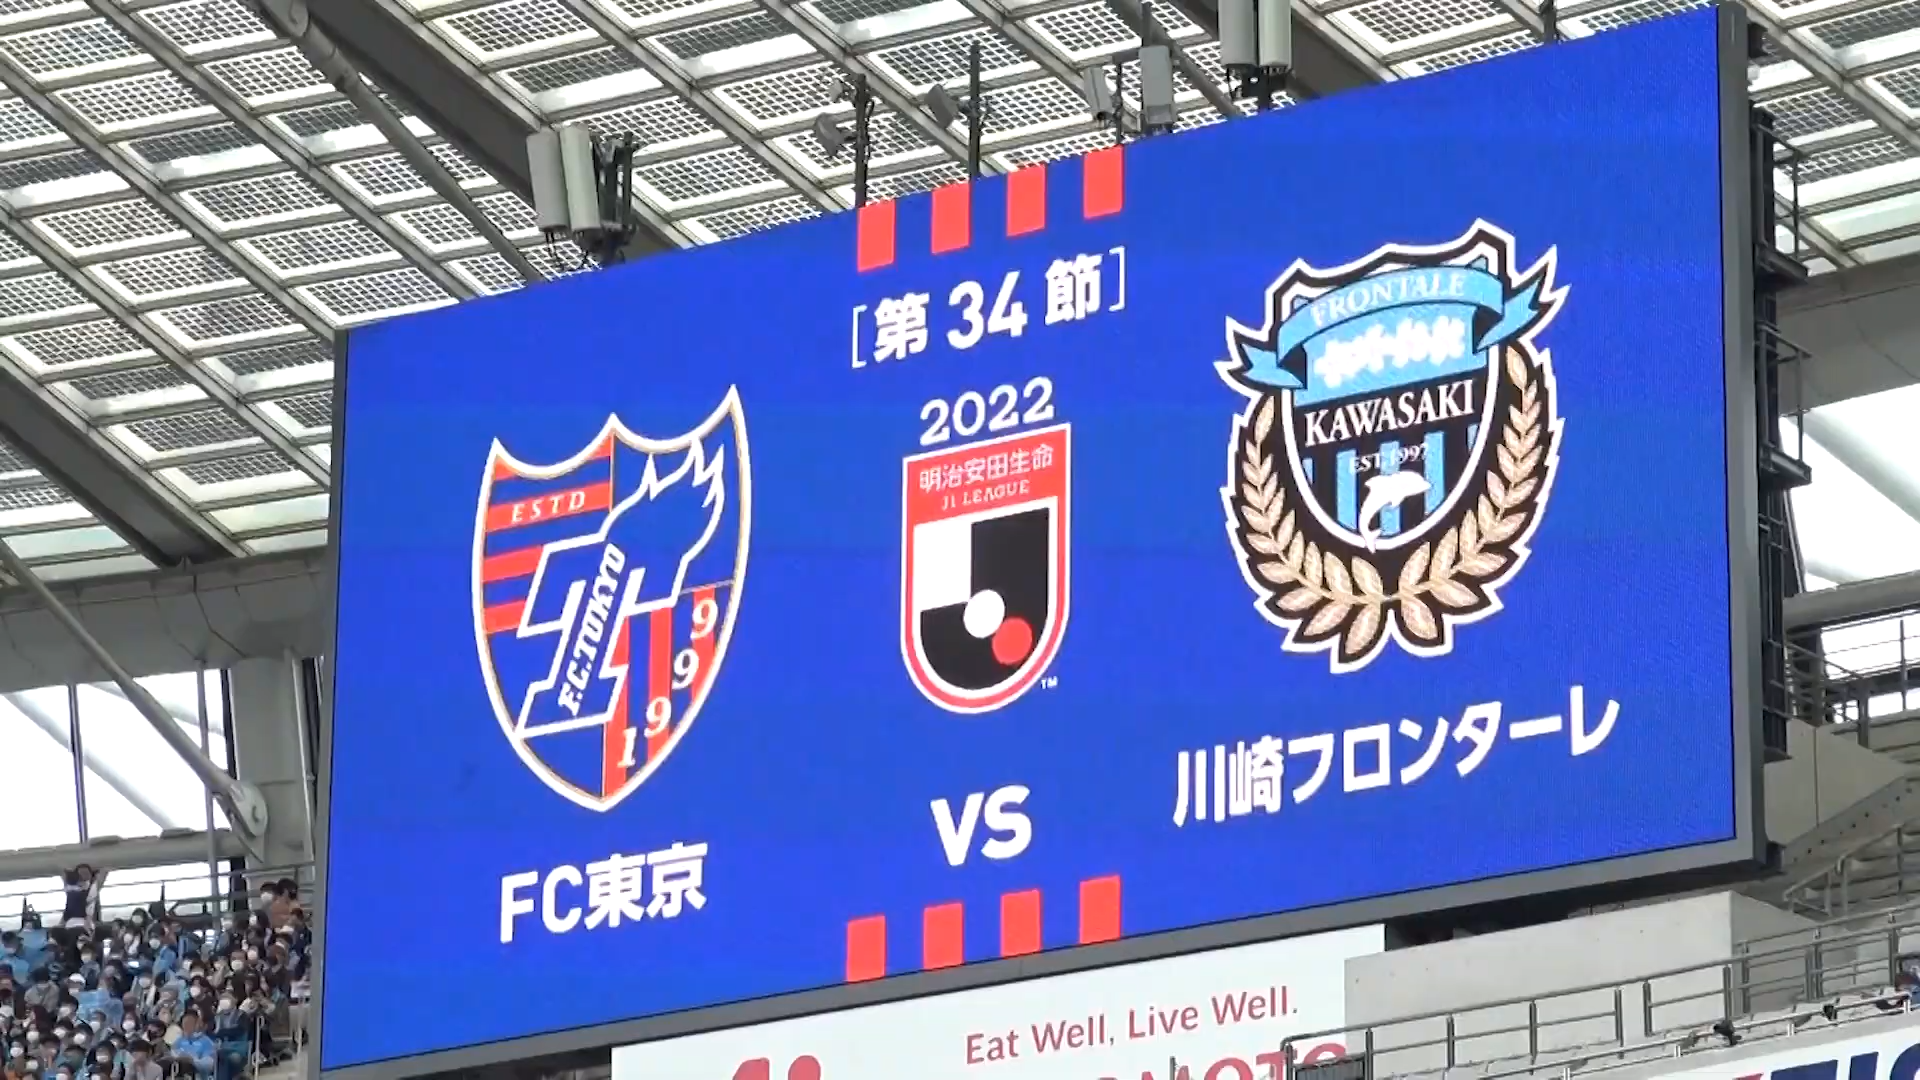 [第34節]
2022
明治安田生命
J1 LEAGUE
TM
ESTD
F.C.TOKYO
1999
FRONTALE
KAWASAKI
EST.1997
VS
FC東京
川崎フロンターレ
Eat Well, Live Well.